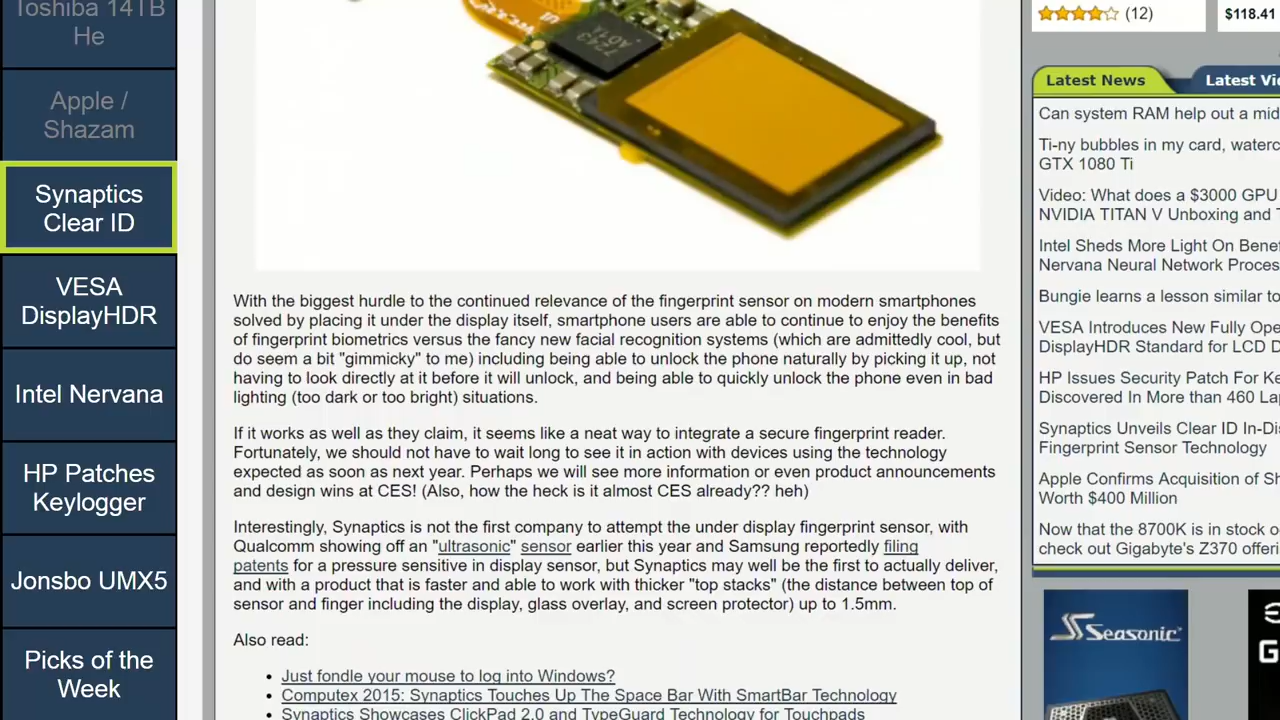 Toshiba 14TB
He
Apple /
Shazam
Synaptics
Clear ID
VESA
DisplayHDR
Intel Nervana
HP Patches
Keylogger
Jonsbo UMX5
Picks of the
Week
With the biggest hurdle to the continued relevance of the fingerprint sensor on modern smartphones
solved by placing it under the display itself, smartphone users are able to continue to enjoy the benefits
of fingerprint biometrics versus the fancy new facial recognition systems (which are admittedly cool, but
do seem a bit "gimmicky" to me) including being able to unlock the phone naturally by picking it up, not
having to look directly at it before it will unlock, and being able to quickly unlock the phone even in bad
lighting (too dark or too bright) situations.
If it works as well as they claim, it seems like a neat way to integrate a secure fingerprint reader.
Fortunately, we should not have to wait long to see it in action with devices using the technology
expected as soon as next year. Perhaps we will see more information or even product announcements
and design wins at CES! (Also, how the heck is it almost CES already?? heh)
Interestingly, Synaptics is not the first company to attempt the under display fingerprint sensor, with
Qualcomm showing off an "ultrasonic" sensor earlier this year and Samsung reportedly filing
patents for a pressure sensitive in display sensor, but Synaptics may well be the first to actually deliver,
and with a product that is faster and able to work with thicker "top stacks" (the distance between top of
sensor and finger including the display, glass overlay, and screen protector) up to 1.5mm.
Also read:
• Just fondle your mouse to log into Windows?
• Computex 2015: Synaptics Touches Up The Space Bar With SmartBar Technology
• Synaptics Showcases ClickPad 2.0 and TypeGuard Technology for Touchpads
(12)
$118.41
Latest News
Latest Vi
Can system RAM help out a mid
Ti-ny bubbles in my card, waterc
GTX 1080 Ti
Video: What does a $3000 GPU
NVIDIA TITAN V Unboxing and T
Intel Sheds More Light On Benef
Nervana Neural Network Proces
Bungie learns a lesson similar to
VESA Introduces New Fully Ope
DisplayHDR Standard for LCD D
HP Issues Security Patch For Ke
Discovered In More than 460 Lap
Synaptics Unveils Clear ID In-Dis
Fingerprint Sensor Technology
Apple Confirms Acquisition of Sh
Worth $400 Million
Now that the 8700K is in stock o
check out Gigabyte's Z370 offeri
Seasonic